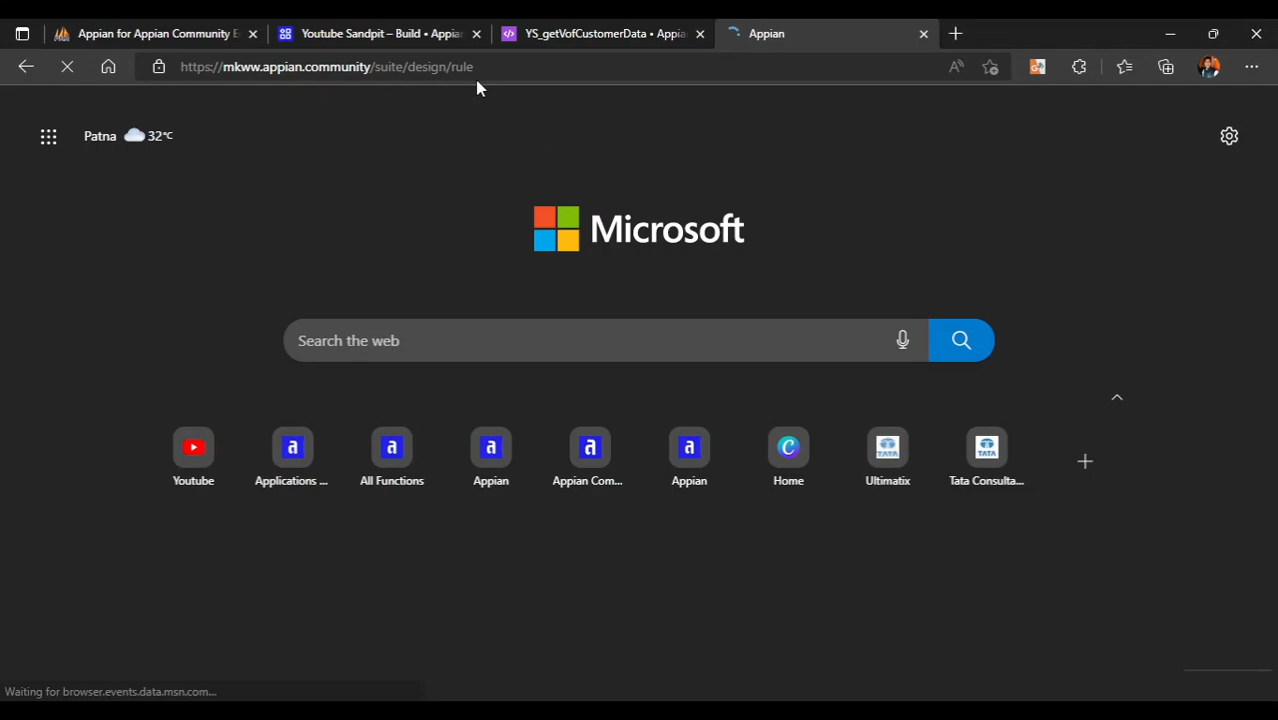 Appian for Appian Community E
Youtube Sandpit – Build • Appian
YS_getVofCustomerData • Appia
Appian
https://mkww.appian.community/suite/design/rule
Patna 32°C
Microsoft
Search the web
Youtube
Applications ...
All Functions
Appian
Appian Com...
Appian
Home
Ultimatix
Tata Consulta...
Waiting for browser.events.data.msn.com...